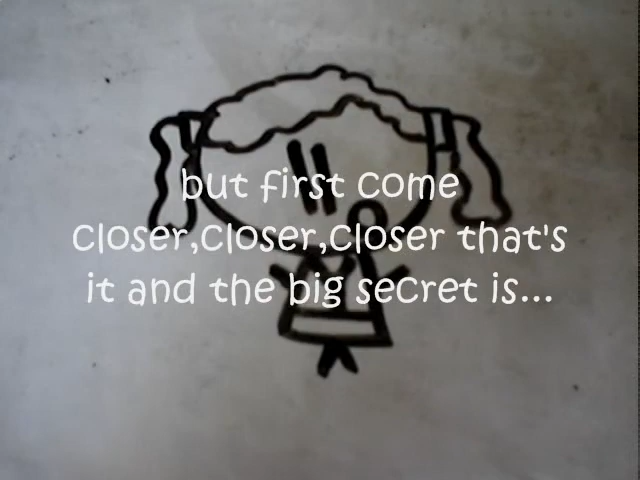 but first come
closer,closer,closer that's
it and the big secret is...